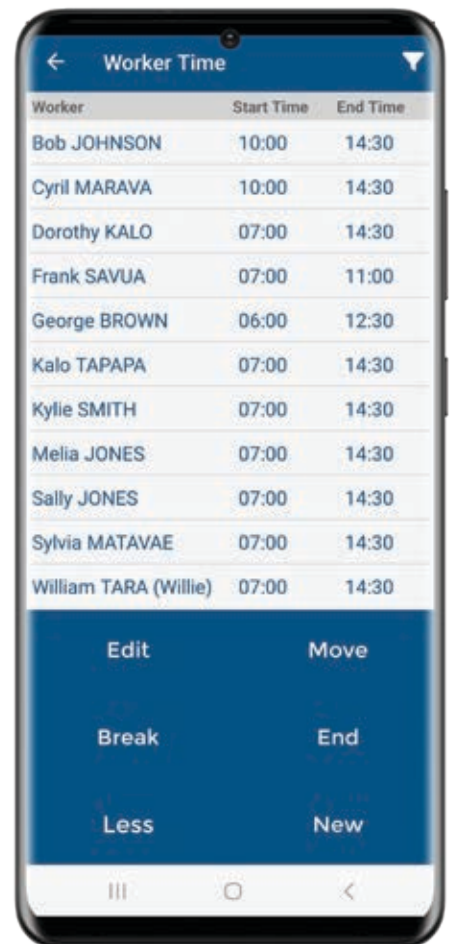 Worker Time
Worker Start Time End Time
Bob JOHNSON 10:00 14:30
Cyril MARAVA 10:00 14:30
Dorothy KALO 07:00 14:30
Frank SAVUA 07:00 11:00
George BROWN 06:00 12:30
Kalo TAPAPA 07:00 14:30
Kylie SMITH 07:00 14:30
Melia JONES 07:00 14:30
Sally JONES 07:00 14:30
Sylvia MATAVAE 07:00 14:30
William TARA (Willie) 07:00 14:30
Edit Move
Break End
Less New